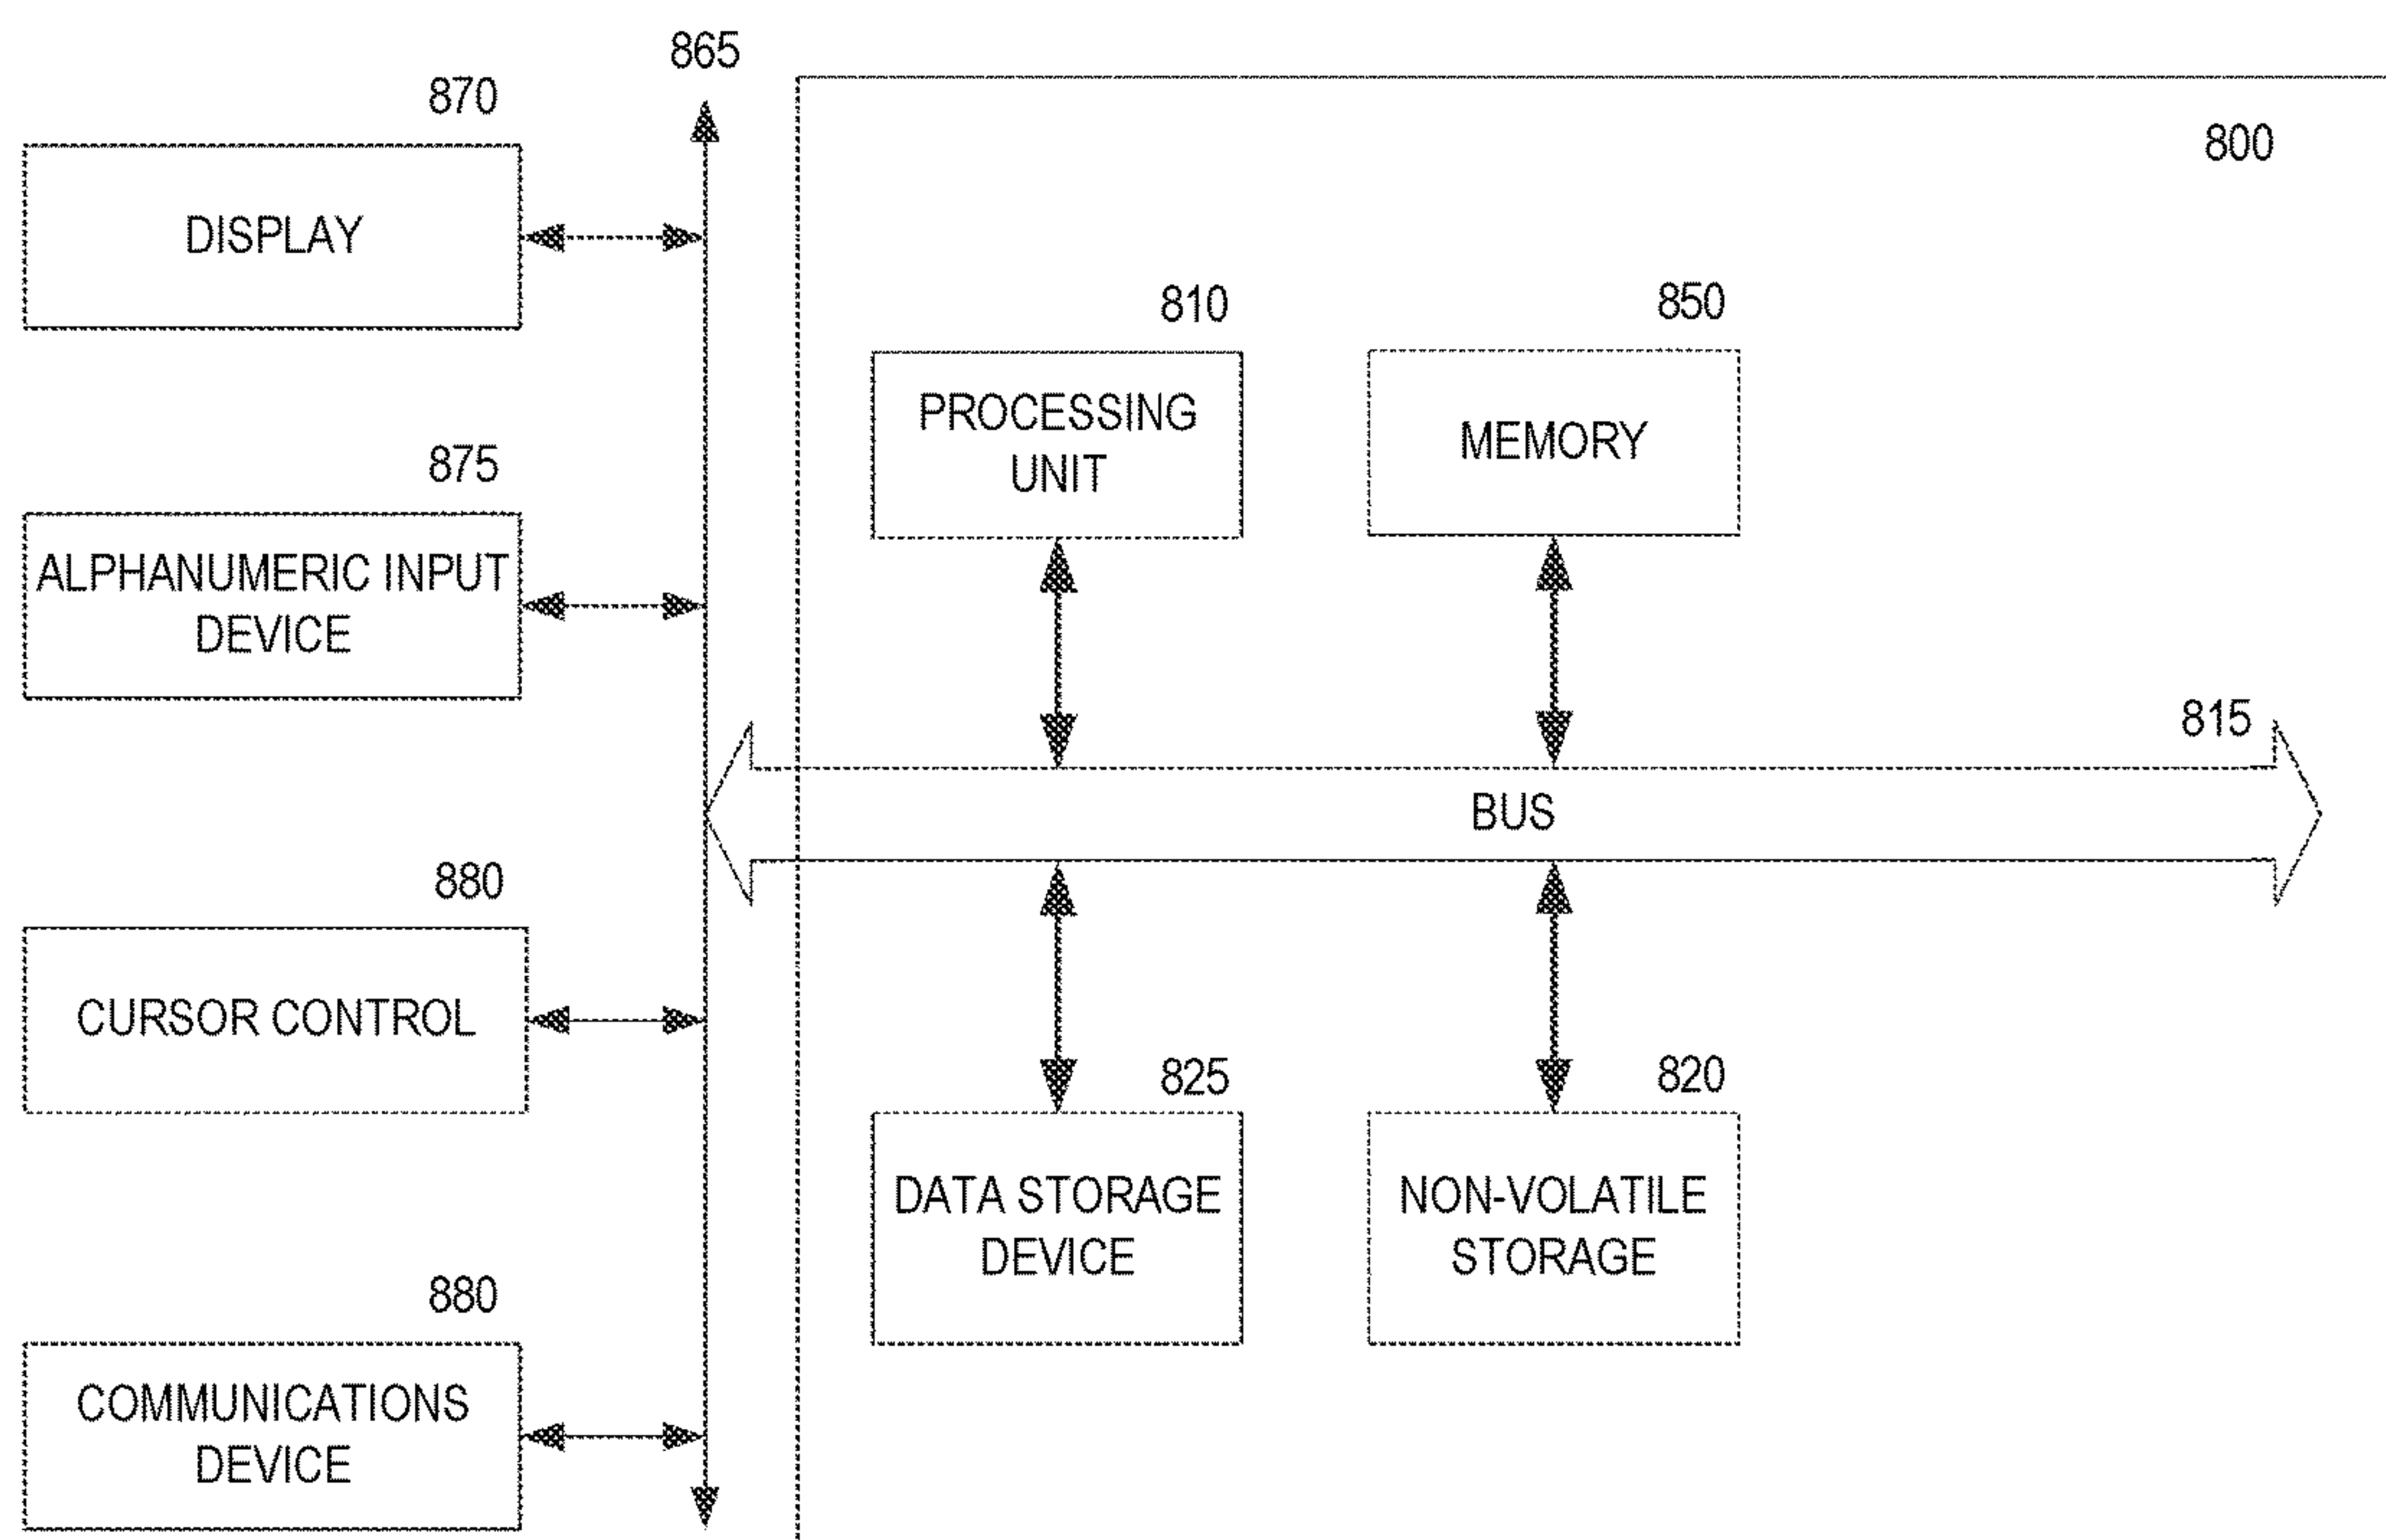 865
870
800
DISPLAY
810
850
PROCESSING
UNIT
MEMORY
875
ALPHANUMERIC INPUT
DEVICE
815
BUS
880
CURSOR CONTROL
825
820
DATA STORAGE
DEVICE
NON-VOLATILE
STORAGE
880
COMMUNICATIONS
DEVICE